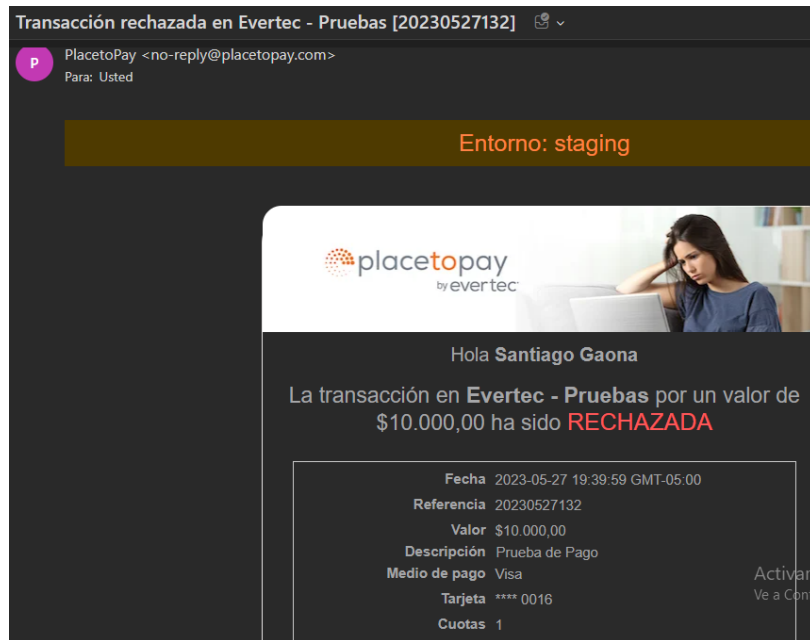 Transacción rechazada en Evertec - Pruebas [20230527132]
P
PlacetoPay <no-reply@placetopay.com>
Para: Usted
Entorno: staging
placetopay
by evertec
Hola Santiago Gaona
La transacción en Evertec - Pruebas por un valor de
$10.000,00 ha sido RECHAZADA
Fecha 2023-05-27 19:39:59 GMT-05:00
Referencia 20230527132
Valor $10.000,00
Descripción Prueba de Pago
Medio de pago Visa
Tarjeta **** 0016
Cuotas 1
Activar
Ve a Con